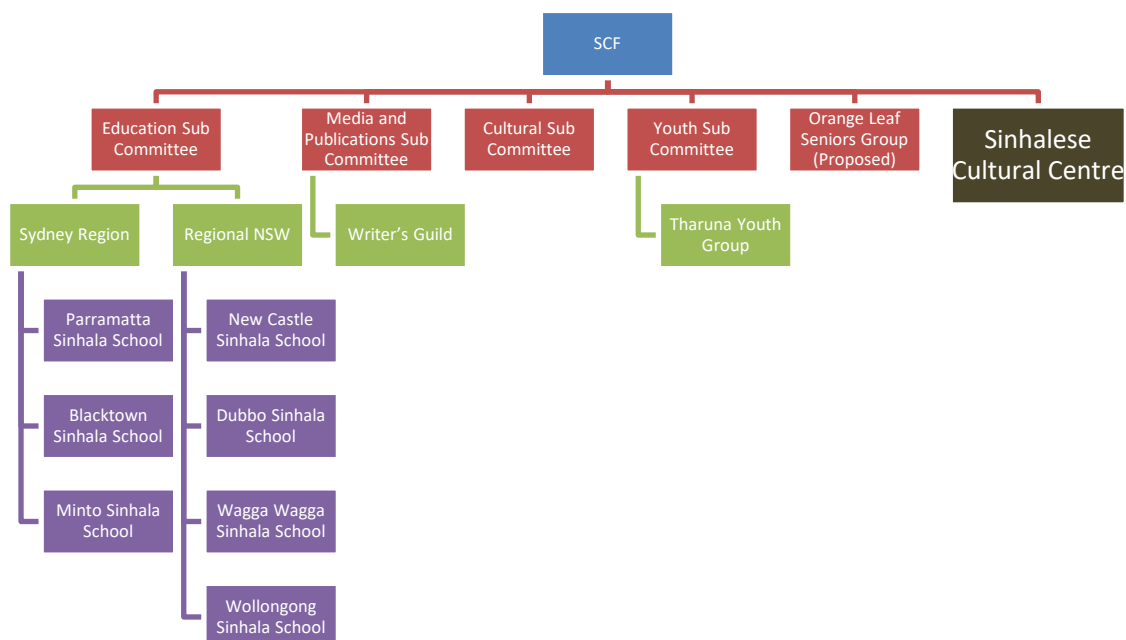 SCF
Education Sub
Committee
Media and
Publications Sub
Committee
Cultural Sub
Committee
Youth Sub
Committee
Orange Leaf
Seniors Group
(Proposed)
Sinhalese
Cultural Centre
Sydney Region
Regional NSW
Writer’s Guild
Tharuna Youth
Group
Parramatta
Sinhala School
New Castle
Sinhala School
Blacktown
Sinhala School
Dubbo Sinhala
School
Minto Sinhala
School
Wagga Wagga
Sinhala School
Wollongong
Sinhala School